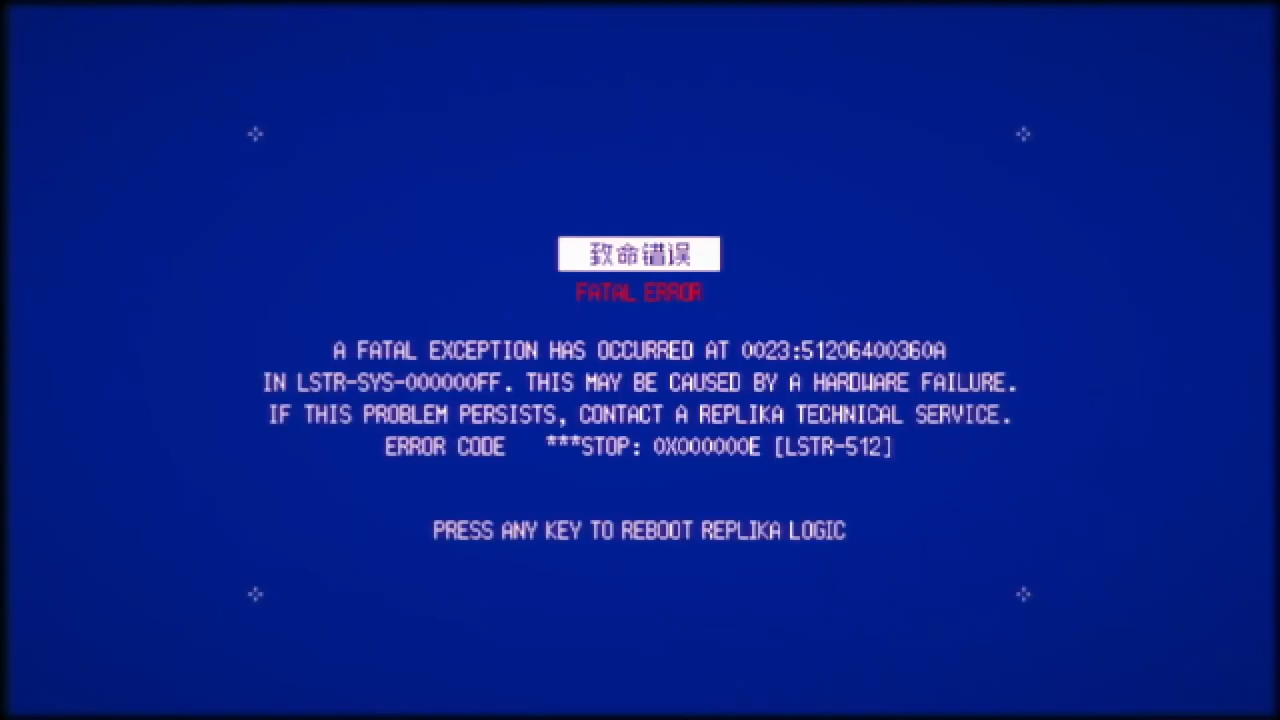 致命错误
FATAL ERROR
A FATAL EXCEPTION HAS OCCURRED AT 0023:51206400360A
IN LSTR-SYS-000000FF. THIS MAY BE CAUSED BY A HARDWARE FAILURE.
IF THIS PROBLEM PERSISTS, CONTACT A REPLIKA TECHNICAL SERVICE.
ERROR CODE ***STOP: 0X000000E [LSTR-512]
PRESS ANY KEY TO REBOOT REPLIKA LOGIC